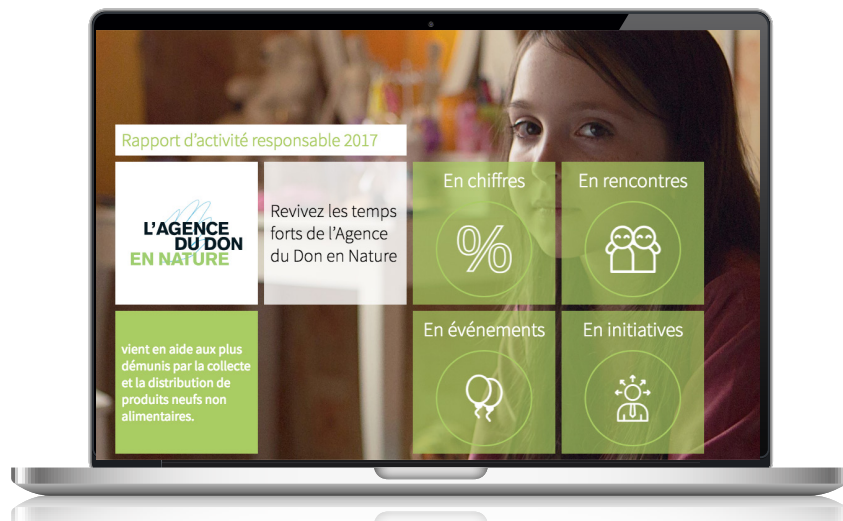 Rapport d'activité responsable 2017
L'AGENCE
DU DON
EN NATURE
Revivez les temps
forts de l'Agence
du Don en Nature
En chiffres
%
En rencontres
vient en aide aux plus
démunis par la collecte
et la distribution de
produits neufs non
alimentaires.
En événements
En initiatives